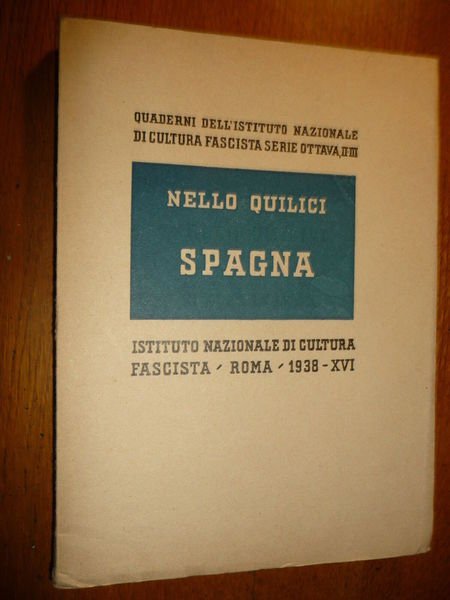 QUADERNI DELL'ISTITUTO NAZIONALE
DI CULTURA FASCISTA SERIE OTTAVA, II-III
NELLO QUILICI
SPAGNA
ISTITUTO NAZIONALE DI CULTURA
FASCISTA ~ ROMA ~ 1938 - XVI